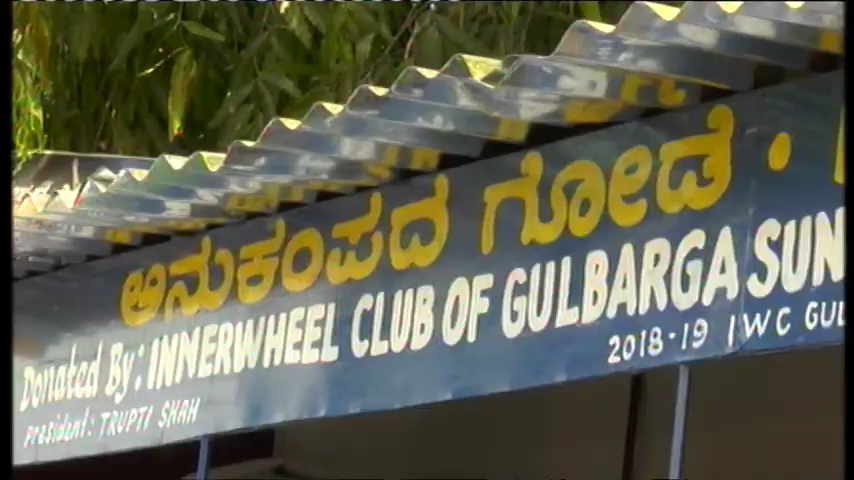 ಅನುಕಂಪದ ಗೋಡೆ •
Donated By: INNERWHEEL CLUB OF GULBARGA SUN
President: TRUPTI SHAH 2018-19 IWC GUL